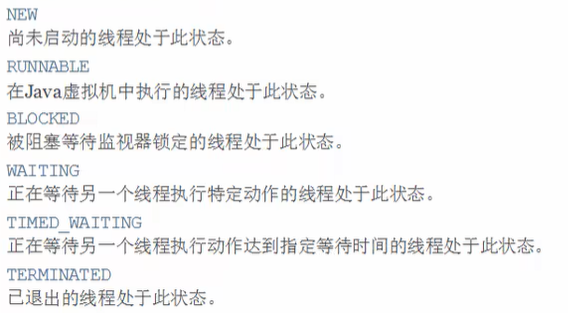 NEW
尚未启动的线程处于此状态。
RUNNABLE
在Java虚拟机中执行的线程处于此状态。
BLOCKED
被阻塞等待监视器锁定的线程处于此状态。
WAITING
正在等待另一个线程执行特定动作的线程处于此状态。
TIMED_WAITING
正在等待另一个线程执行动作达到指定等待时间的线程处于此状态。
TERMINATED
已退出的线程处于此状态。